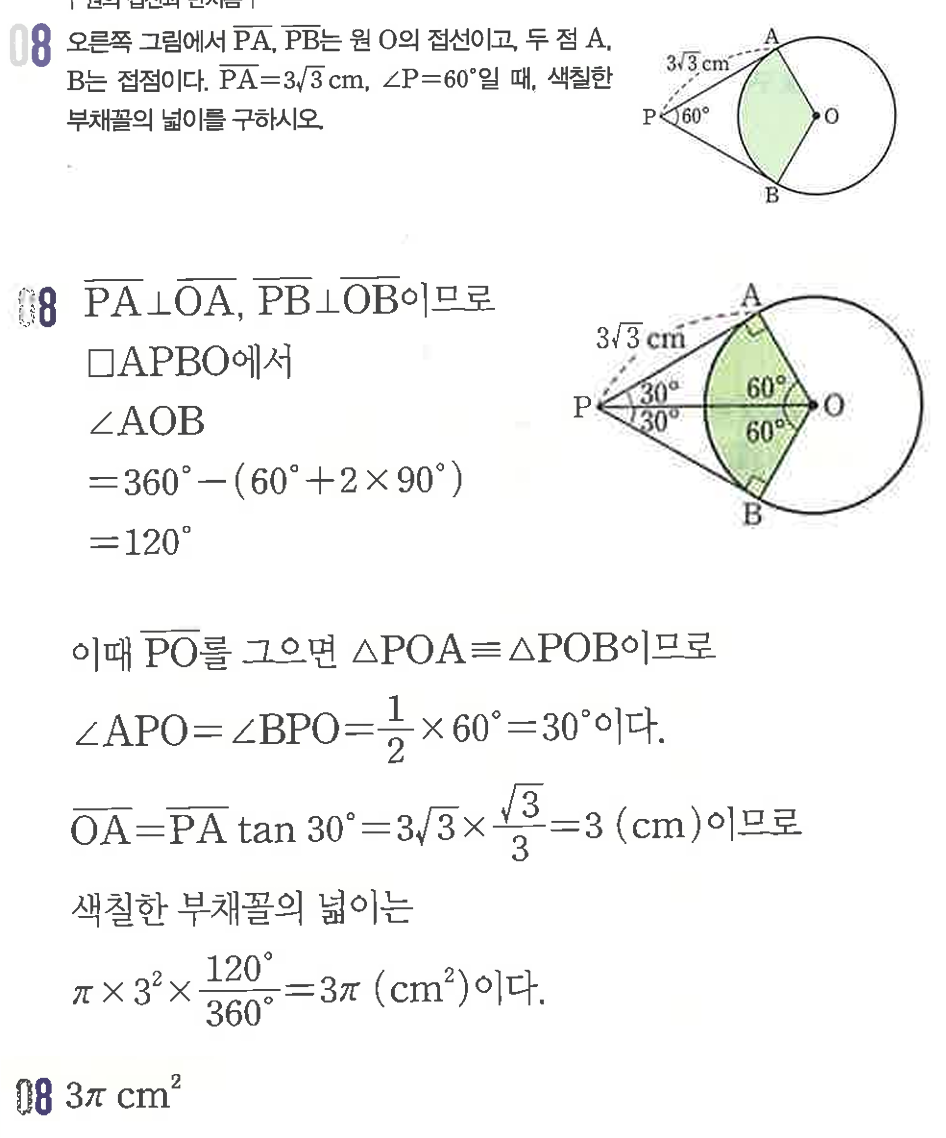 08 오른쪽 그림에서 PA, PB는 원 O의 접선이고, 두 점 A,
B는 접점이다. PA=3√3 cm, ∠P=60°일 때, 색칠한
부채꼴의 넓이를 구하시오.
A
3√3 cm
P 60° O
B
08 PA⊥OA, PB⊥OB이므로
□APBO에서
∠AOB
=360°-(60°+2×90°)
=120°
A
3√3 cm
30° 60°
P O
30° 60°
B
이때 PO를 그으면 △POA≡△POB이므로
∠APO=∠BPO=1/2×60°=30°이다.
OA=PA tan 30°=3√3×√3/3=3 (cm)이므로
색칠한 부채꼴의 넓이는
π×3²×120°/360°=3π (cm²)이다.
08 3π cm²